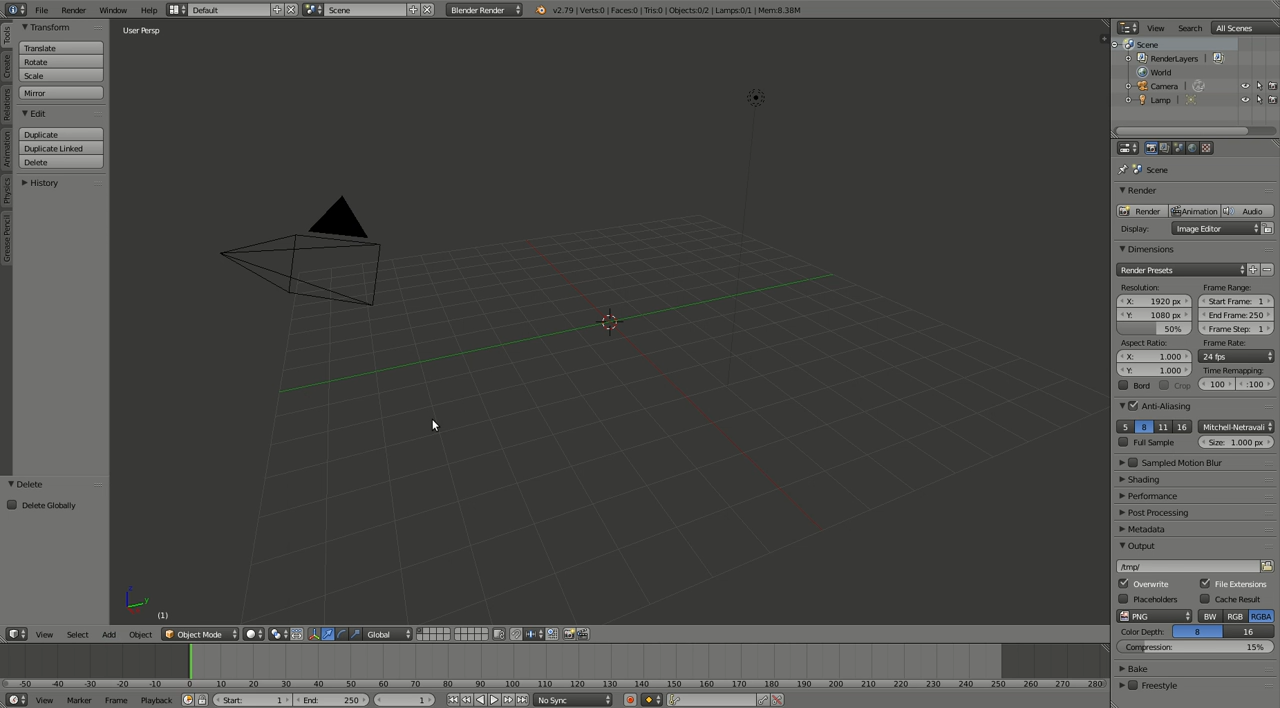 File Render Window Help Default Scene Blender Render v2.79 | Verts:0 | Faces:0 | Tris:0 | Objects:0/2 | Lamps:0/1 | Mem:8.38M
Tools
Create
Relations
Animation
Physics
Grease Pencil
Transform
Translate
Rotate
Scale
Mirror
Edit
Duplicate
Duplicate Linked
Delete
History
Delete
Delete Globally
User Persp
z
y
(1)
View Select Add Object Object Mode Global
-50 -40 -30 -20 -10 0 10 20 30 40 50 60 70 80 90 100 110 120 130 140 150 160 170 180 190 200 210 220 230 240 250 260 270 280
View Marker Frame Playback Start: 1 End: 250 1 No Sync
View Search All Scenes
Scene
RenderLayers |
World
Camera |
Lamp |
Scene
Render
Render Animation Audio
Display: Image Editor
Dimensions
Render Presets
Resolution: Frame Range:
X: 1920 px Start Frame: 1
Y: 1080 px End Frame: 250
50% Frame Step: 1
Aspect Ratio: Frame Rate:
X: 1.000 24 fps
Y: 1.000 Time Remapping:
Bord Crop 100 :100
Anti-Aliasing
5 8 11 16 Mitchell-Netravali
Full Sample Size: 1.000 px
Sampled Motion Blur
Shading
Performance
Post Processing
Metadata
Output
/tmp/
Overwrite File Extensions
Placeholders Cache Result
PNG BW RGB RGBA
Color Depth: 8 16
Compression: 15%
Bake
Freestyle